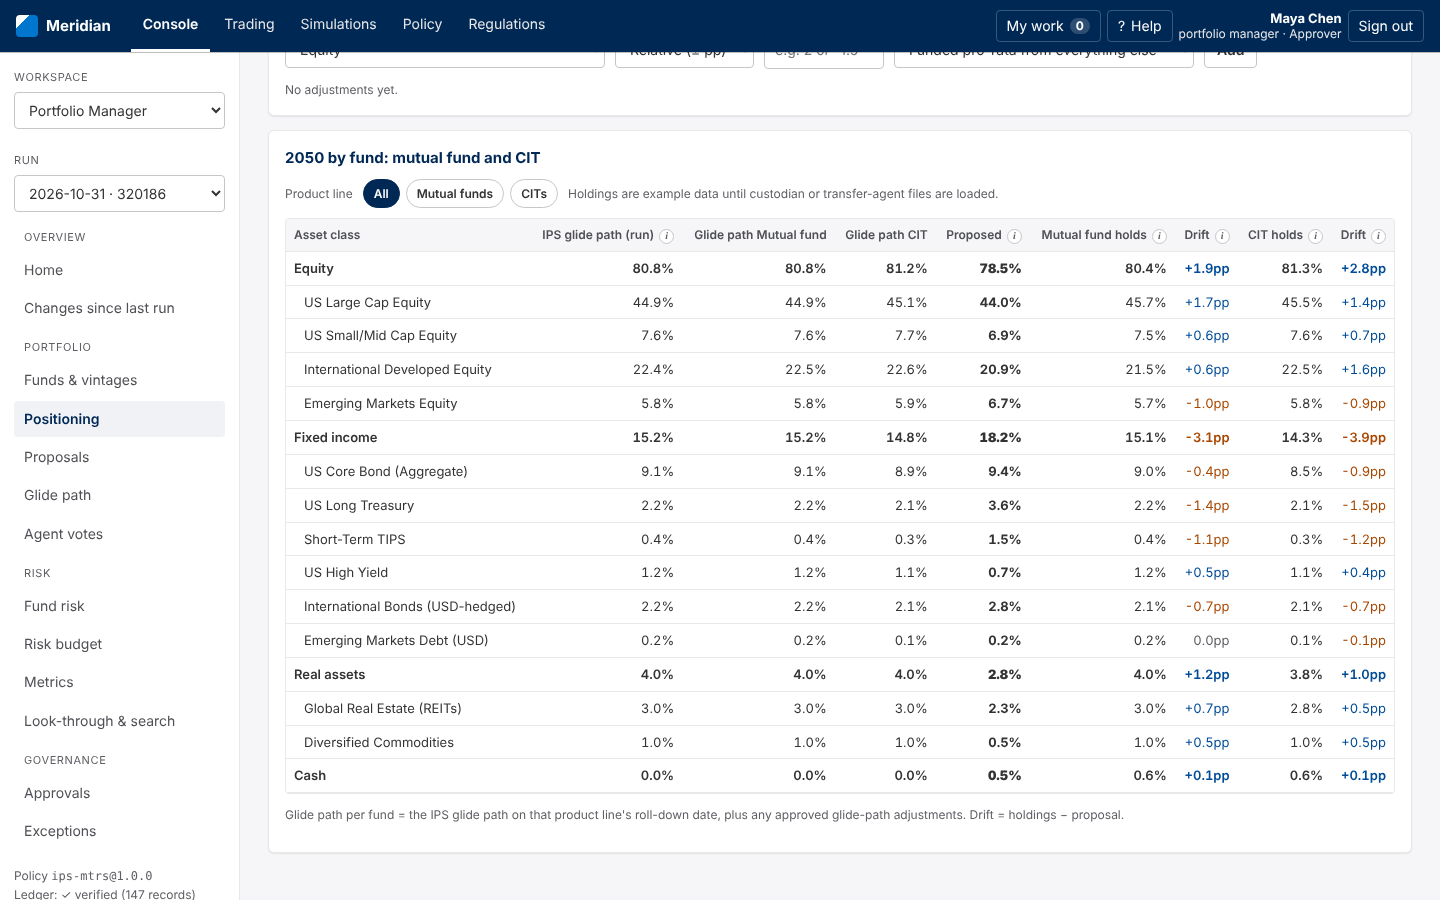 Meridian Console Trading Simulations Policy Regulations My work 0 ? Help Maya Chen Sign out
portfolio manager · Approver
WORKSPACE
Portfolio Manager
RUN
2026-10-31 · 320186
OVERVIEW
Home
Changes since last run
PORTFOLIO
Funds & vintages
Positioning
Proposals
Glide path
Agent votes
RISK
Fund risk
Risk budget
Metrics
Look-through & search
GOVERNANCE
Approvals
Exceptions
Policy ips-mtrs@1.0.0
Ledger: ✓ verified (147 records)
No adjustments yet.
2050 by fund: mutual fund and CIT
Product line All Mutual funds CITs Holdings are example data until custodian or transfer-agent files are loaded.
Asset class IPS glide path (run) i Glide path Mutual fund Glide path CIT Proposed i Mutual fund holds i Drift i CIT holds i Drift i
Equity 80.8% 80.8% 81.2% 78.5% 80.4% +1.9pp 81.3% +2.8pp
US Large Cap Equity 44.9% 44.9% 45.1% 44.0% 45.7% +1.7pp 45.5% +1.4pp
US Small/Mid Cap Equity 7.6% 7.6% 7.7% 6.9% 7.5% +0.6pp 7.6% +0.7pp
International Developed Equity 22.4% 22.5% 22.6% 20.9% 21.5% +0.6pp 22.5% +1.6pp
Emerging Markets Equity 5.8% 5.8% 5.9% 6.7% 5.7% -1.0pp 5.8% -0.9pp
Fixed income 15.2% 15.2% 14.8% 18.2% 15.1% -3.1pp 14.3% -3.9pp
US Core Bond (Aggregate) 9.1% 9.1% 8.9% 9.4% 9.0% -0.4pp 8.5% -0.9pp
US Long Treasury 2.2% 2.2% 2.1% 3.6% 2.2% -1.4pp 2.1% -1.5pp
Short-Term TIPS 0.4% 0.4% 0.3% 1.5% 0.4% -1.1pp 0.3% -1.2pp
US High Yield 1.2% 1.2% 1.1% 0.7% 1.2% +0.5pp 1.1% +0.4pp
International Bonds (USD-hedged) 2.2% 2.2% 2.1% 2.8% 2.1% -0.7pp 2.1% -0.7pp
Emerging Markets Debt (USD) 0.2% 0.2% 0.1% 0.2% 0.2% 0.0pp 0.1% -0.1pp
Real assets 4.0% 4.0% 4.0% 2.8% 4.0% +1.2pp 3.8% +1.0pp
Global Real Estate (REITs) 3.0% 3.0% 3.0% 2.3% 3.0% +0.7pp 2.8% +0.5pp
Diversified Commodities 1.0% 1.0% 1.0% 0.5% 1.0% +0.5pp 1.0% +0.5pp
Cash 0.0% 0.0% 0.0% 0.5% 0.6% +0.1pp 0.6% +0.1pp
Glide path per fund = the IPS glide path on that product line's roll-down date, plus any approved glide-path adjustments. Drift = holdings − proposal.